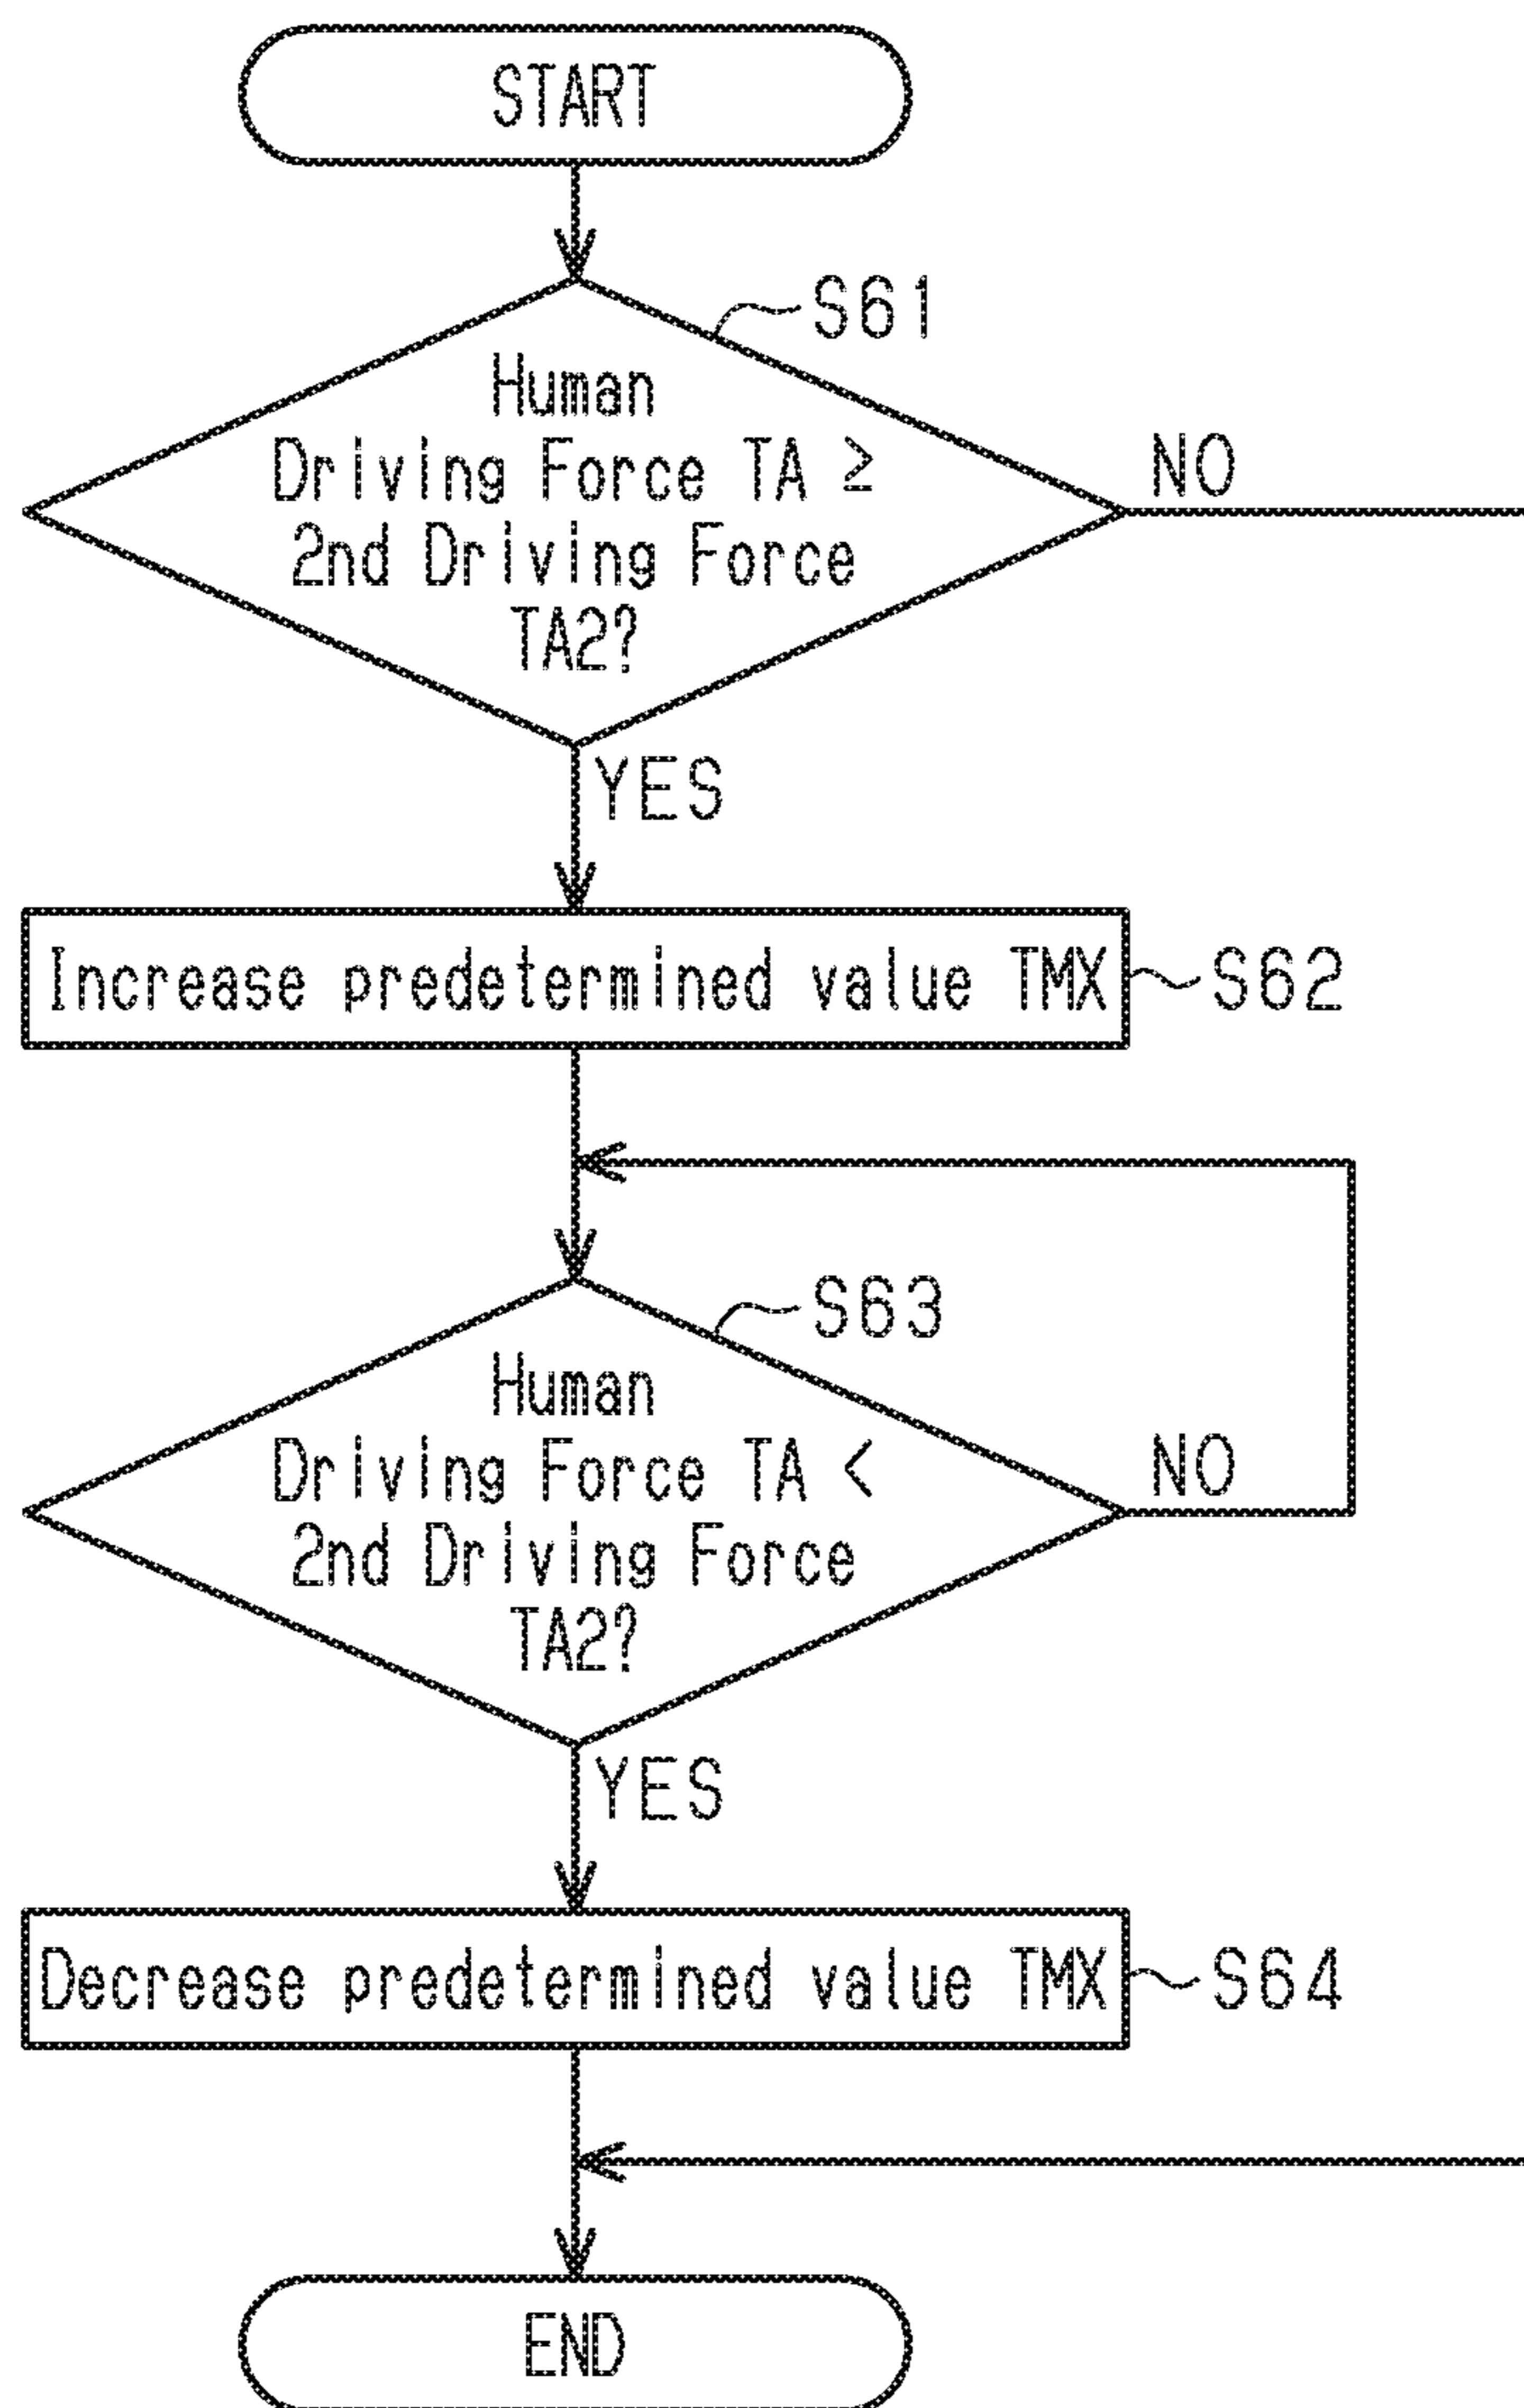 START
S61
Human
Driving Force TA ≥
2nd Driving Force
TA2?
NO
YES
Increase predetermined value TMX
S62
S63
Human
Driving Force TA <
2nd Driving Force
TA2?
NO
YES
Decrease predetermined value TMX
S64
END